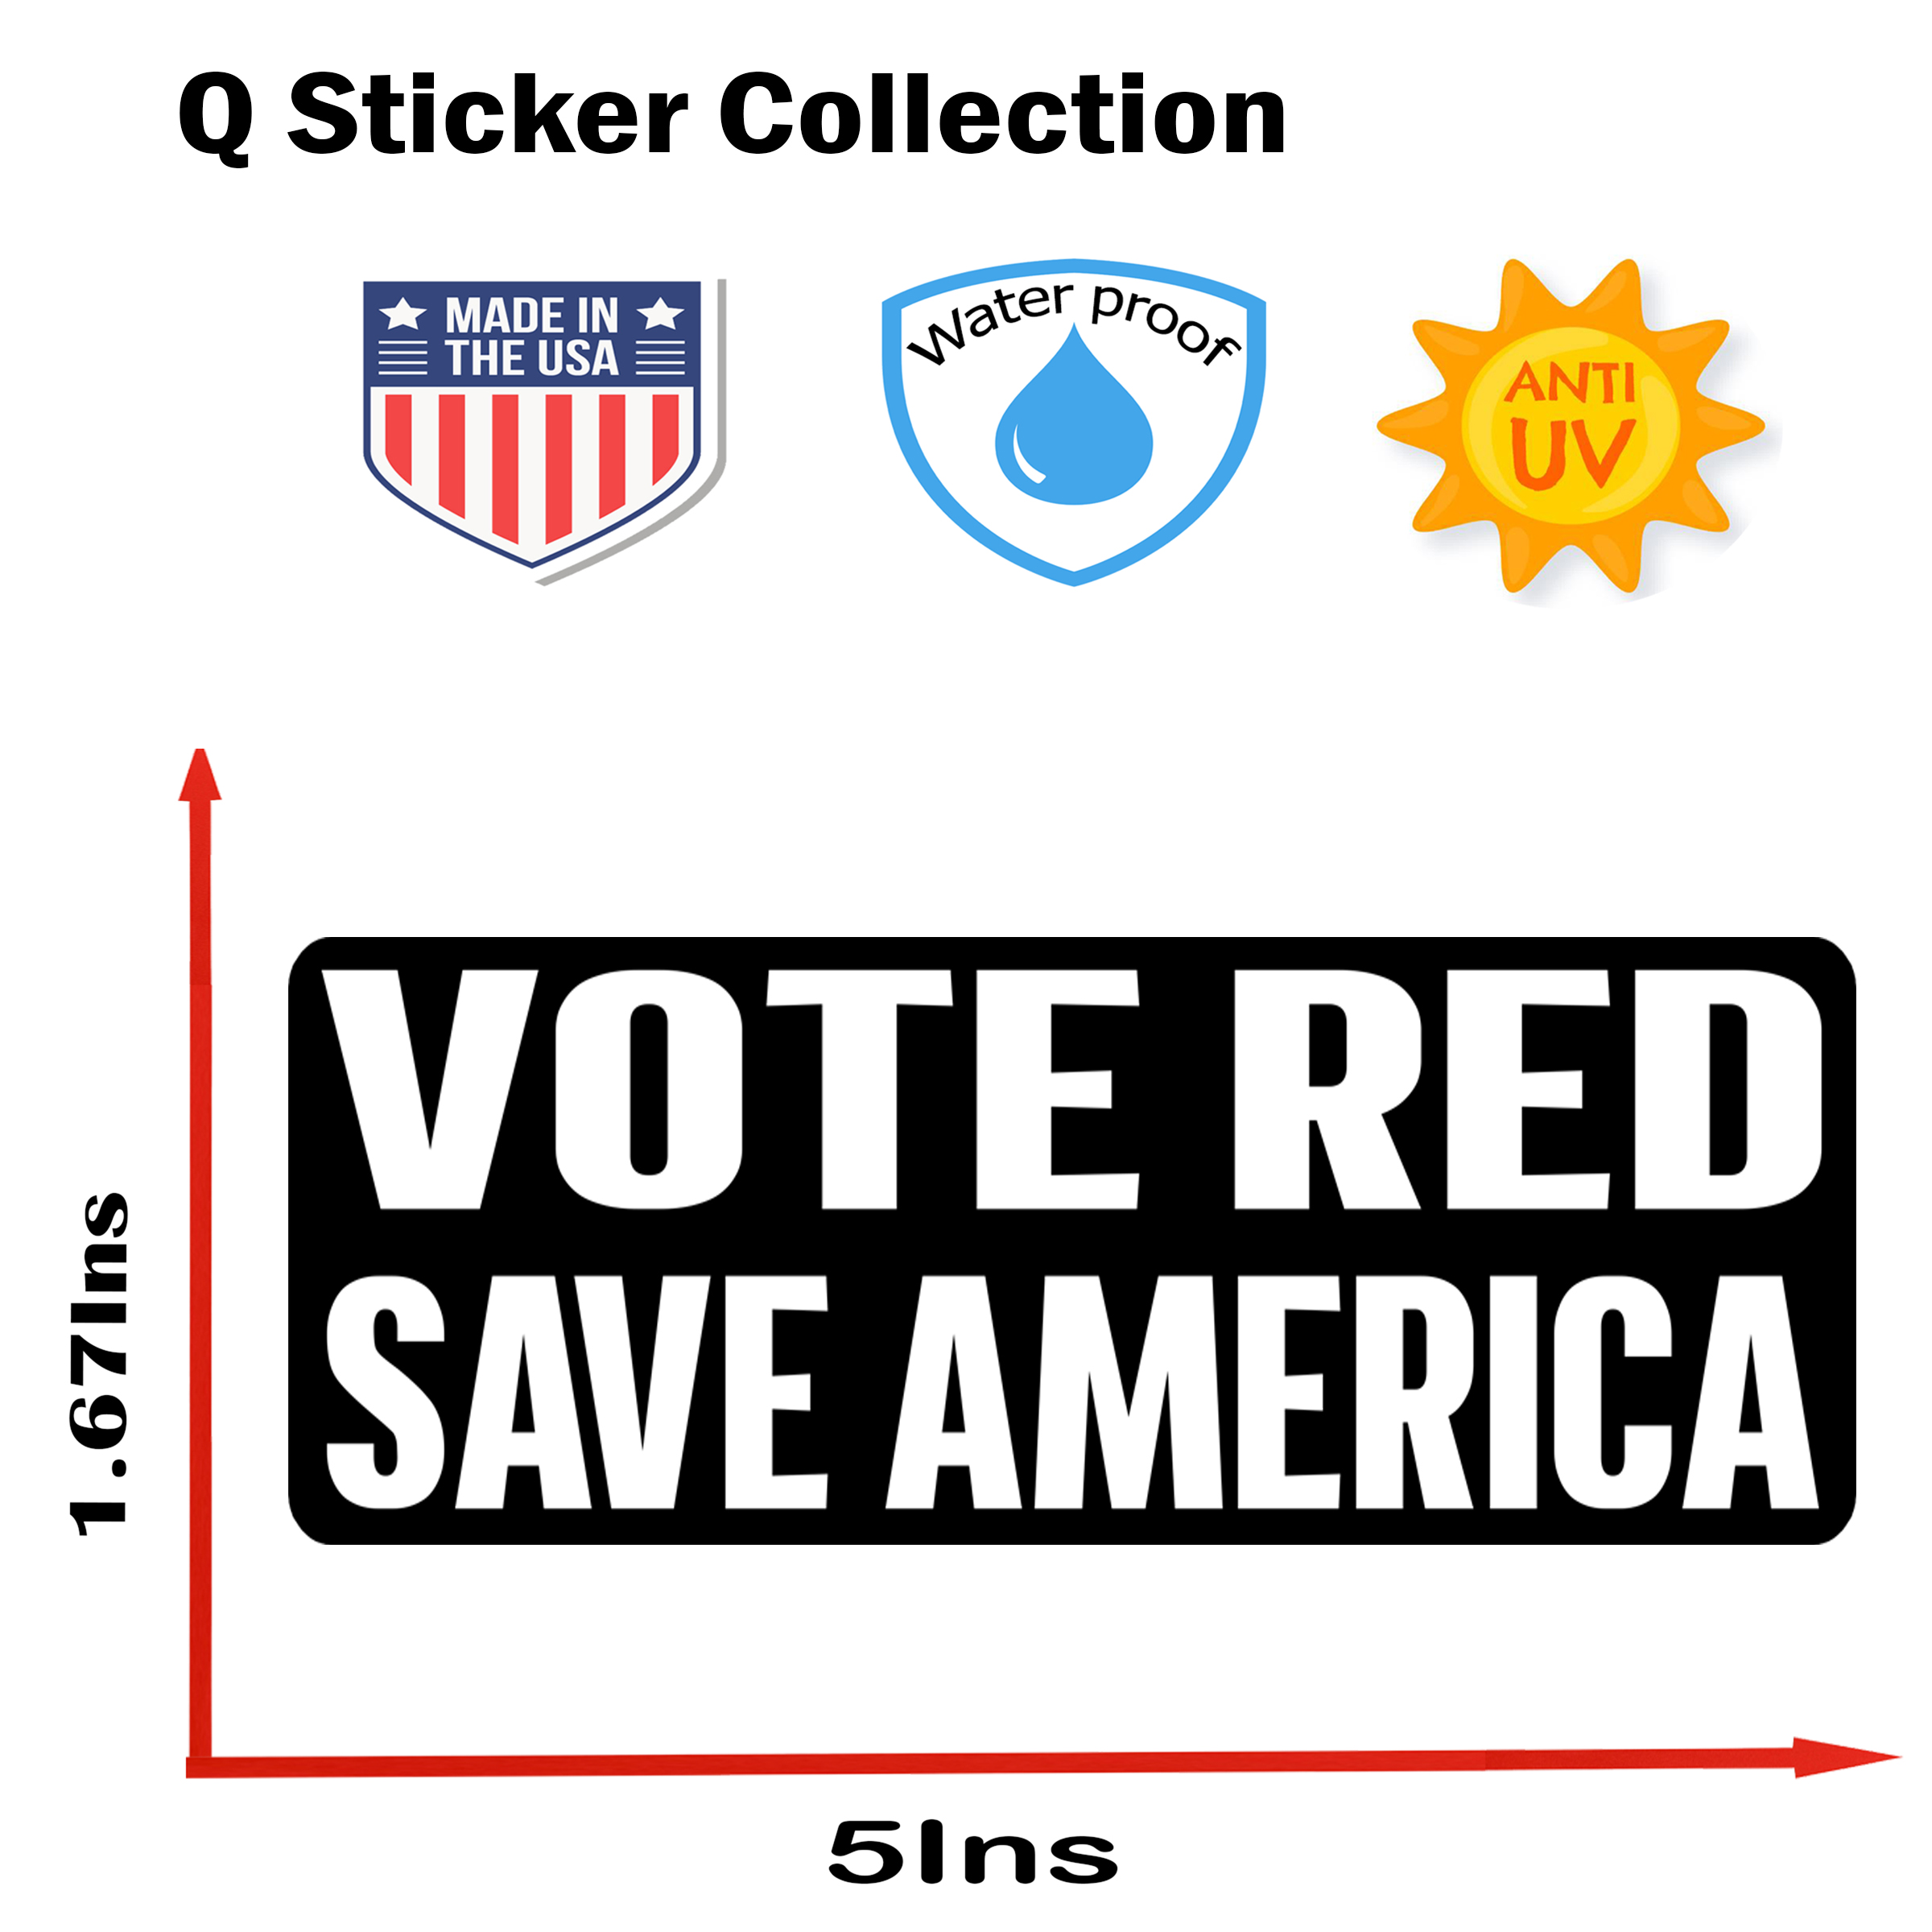 Q Sticker Collection
MADE IN
THE USA
Water proof
ANTI
UV
VOTE RED
SAVE AMERICA
1.67Ins
5Ins